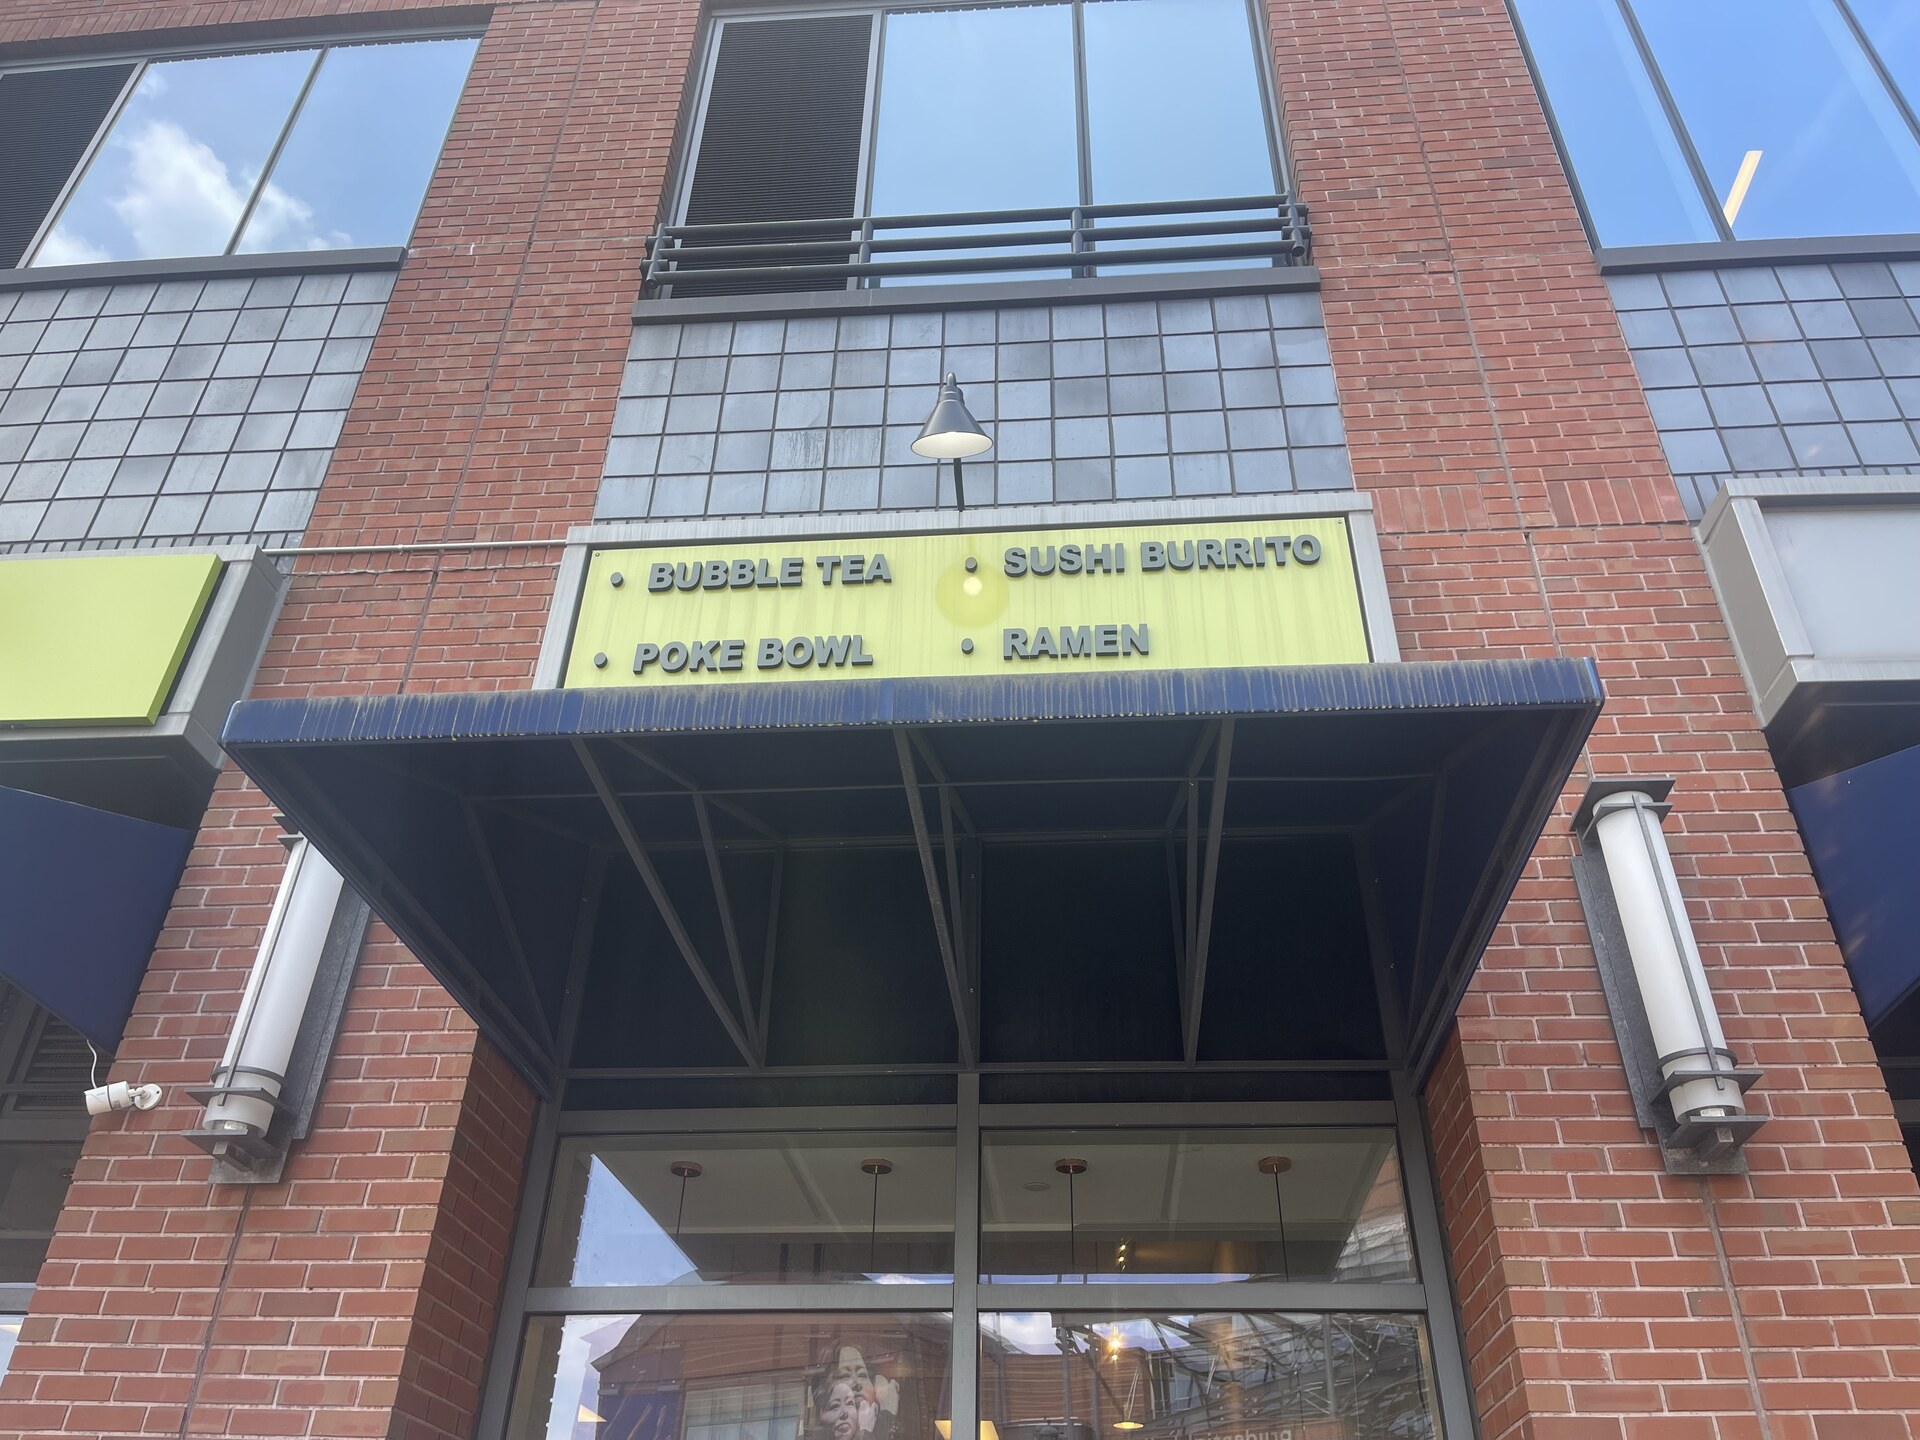 • BUBBLE TEA
• SUSHI BURRITO
• POKE BOWL
• RAMEN